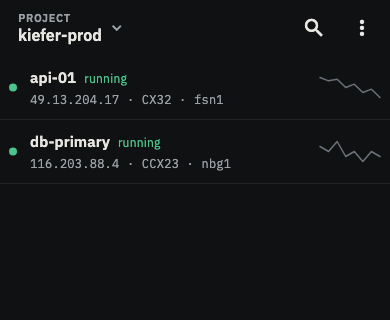 PROJECT
kiefer-prod
api-01 running
49.13.204.17 · CX32 · fsn1
db-primary running
116.203.88.4 · CCX23 · nbg1